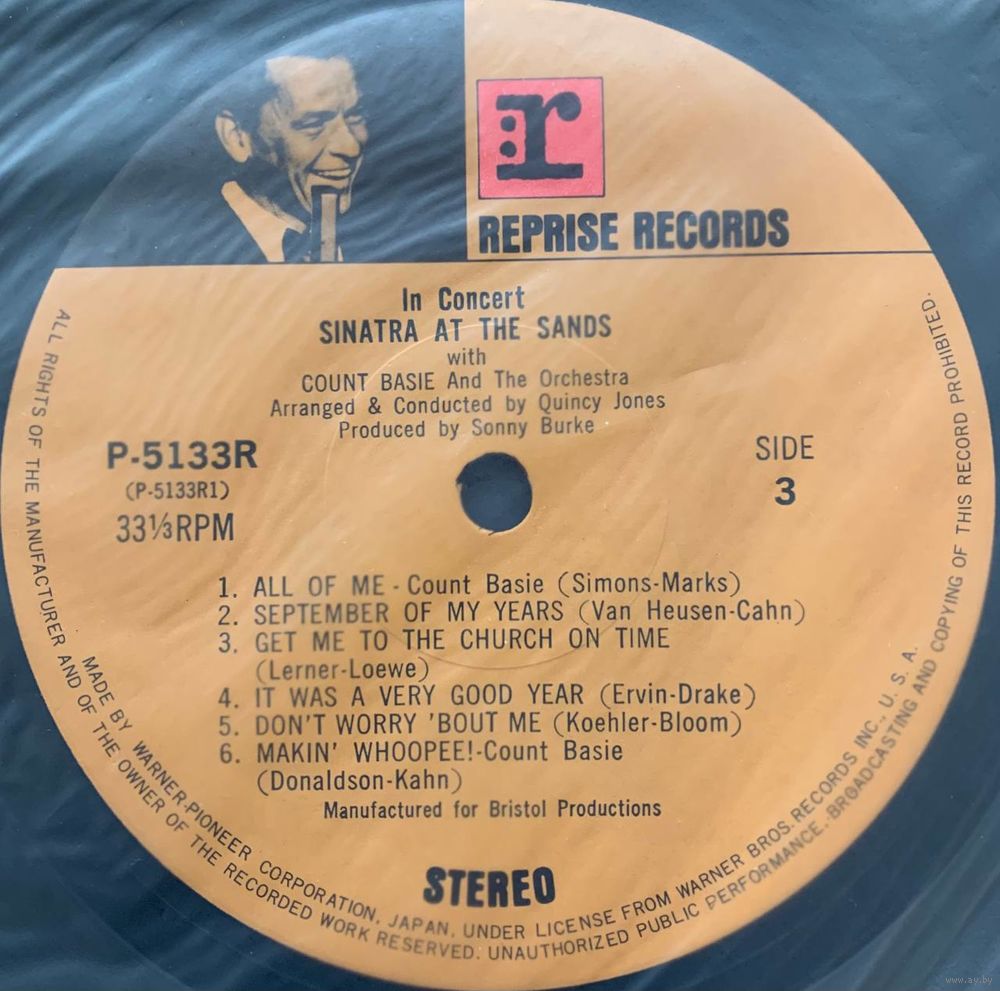 r
REPRISE RECORDS
In Concert
SINATRA AT THE SANDS
with
COUNT BASIE And The Orchestra
Arranged & Conducted by Quincy Jones
Produced by Sonny Burke
P-5133R
(P-5133R1)
33⅓RPM
SIDE
3
1. ALL OF ME - Count Basie (Simons-Marks)
2. SEPTEMBER OF MY YEARS (Van Heusen-Cahn)
3. GET ME TO THE CHURCH ON TIME
(Lerner-Loewe)
4. IT WAS A VERY GOOD YEAR (Ervin-Drake)
5. DON'T WORRY 'BOUT ME (Koehler-Bloom)
6. MAKIN' WHOOPEE!-Count Basie
(Donaldson-Kahn)
Manufactured for Bristol Productions
STEREO
MADE BY WARNER-PIONEER CORPORATION, JAPAN, UNDER LICENSE FROM WARNER BROS. RECORDS INC., U. S. A.
ALL RIGHTS OF THE MANUFACTURER AND OF THE OWNER OF THE RECORDED WORK RESERVED. UNAUTHORIZED PUBLIC PERFORMANCE, BROADCASTING AND COPYING OF THIS RECORD PROHIBITED.
www.ay.by